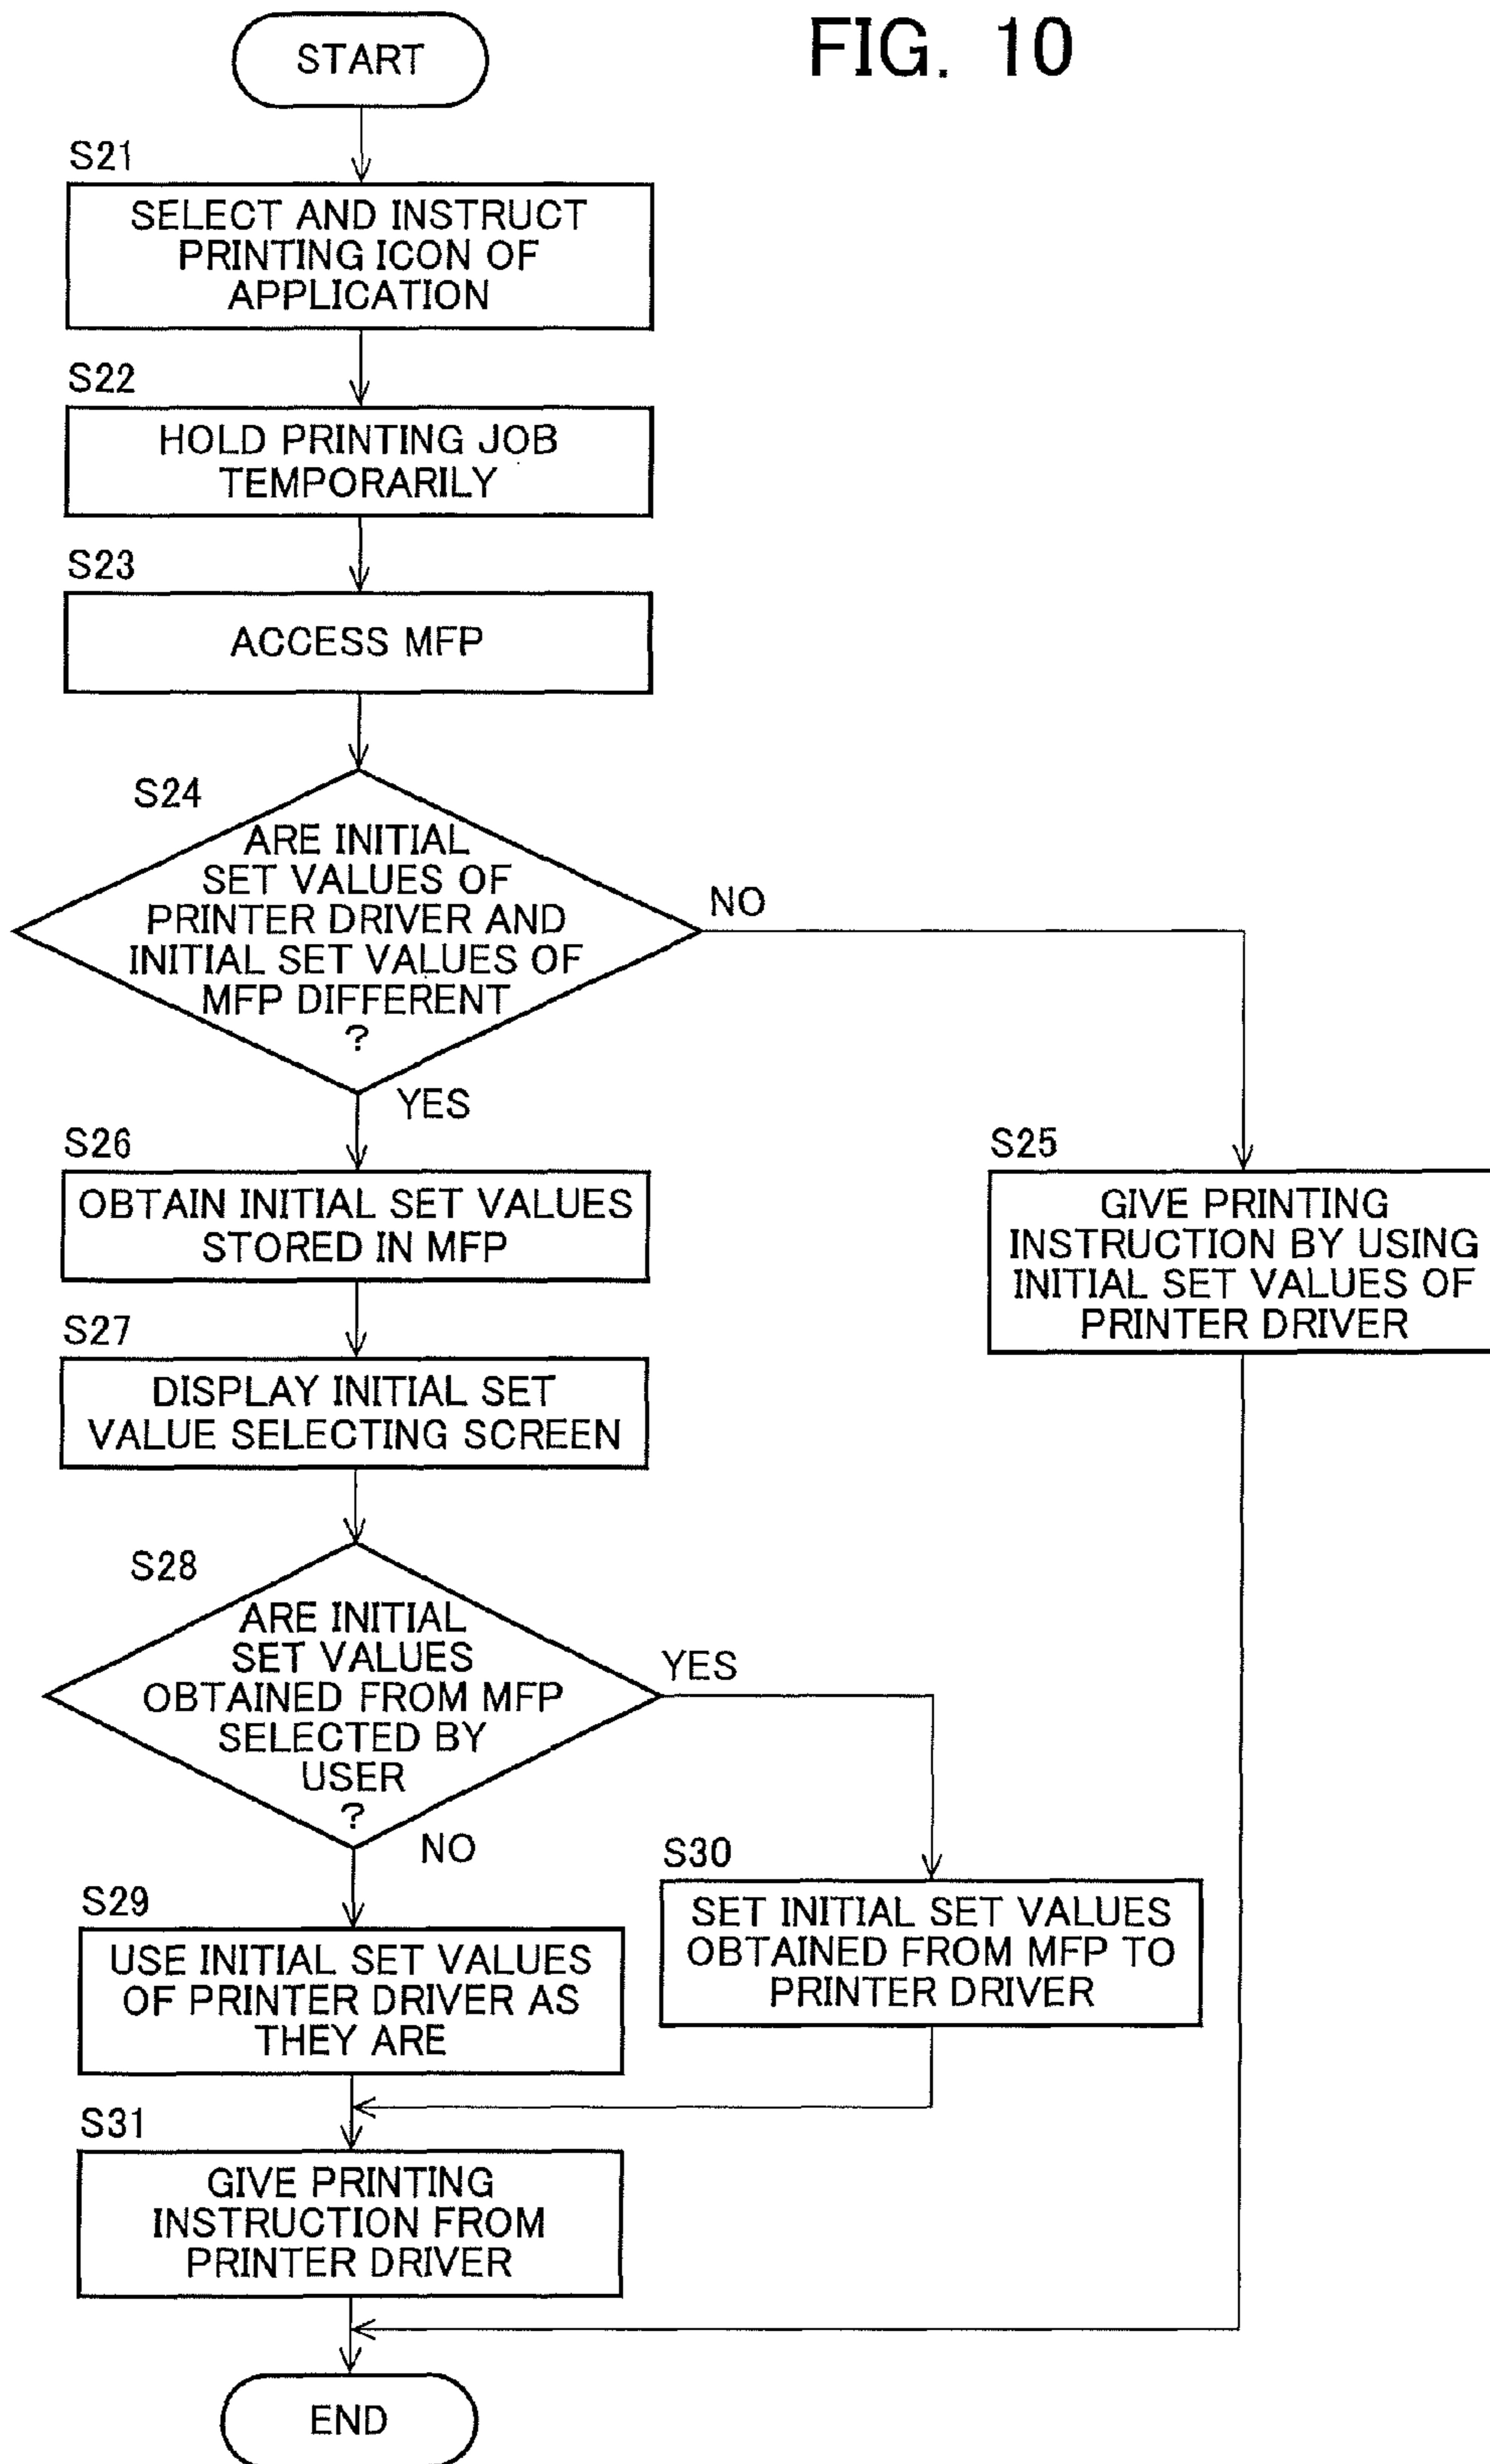 FIG. 10
START
S21
SELECT AND INSTRUCT
PRINTING ICON OF
APPLICATION
S22
HOLD PRINTING JOB
TEMPORARILY
S23
ACCESS MFP
S24
ARE INITIAL
SET VALUES OF
PRINTER DRIVER AND
INITIAL SET VALUES OF
MFP DIFFERENT
?
NO
YES
S25
GIVE PRINTING
INSTRUCTION BY USING
INITIAL SET VALUES OF
PRINTER DRIVER
S26
OBTAIN INITIAL SET VALUES
STORED IN MFP
S27
DISPLAY INITIAL SET
VALUE SELECTING SCREEN
S28
ARE INITIAL
SET VALUES
OBTAINED FROM MFP
SELECTED BY
USER
?
YES
NO
S29
USE INITIAL SET VALUES
OF PRINTER DRIVER AS
THEY ARE
S30
SET INITIAL SET VALUES
OBTAINED FROM MFP TO
PRINTER DRIVER
S31
GIVE PRINTING
INSTRUCTION FROM
PRINTER DRIVER
END